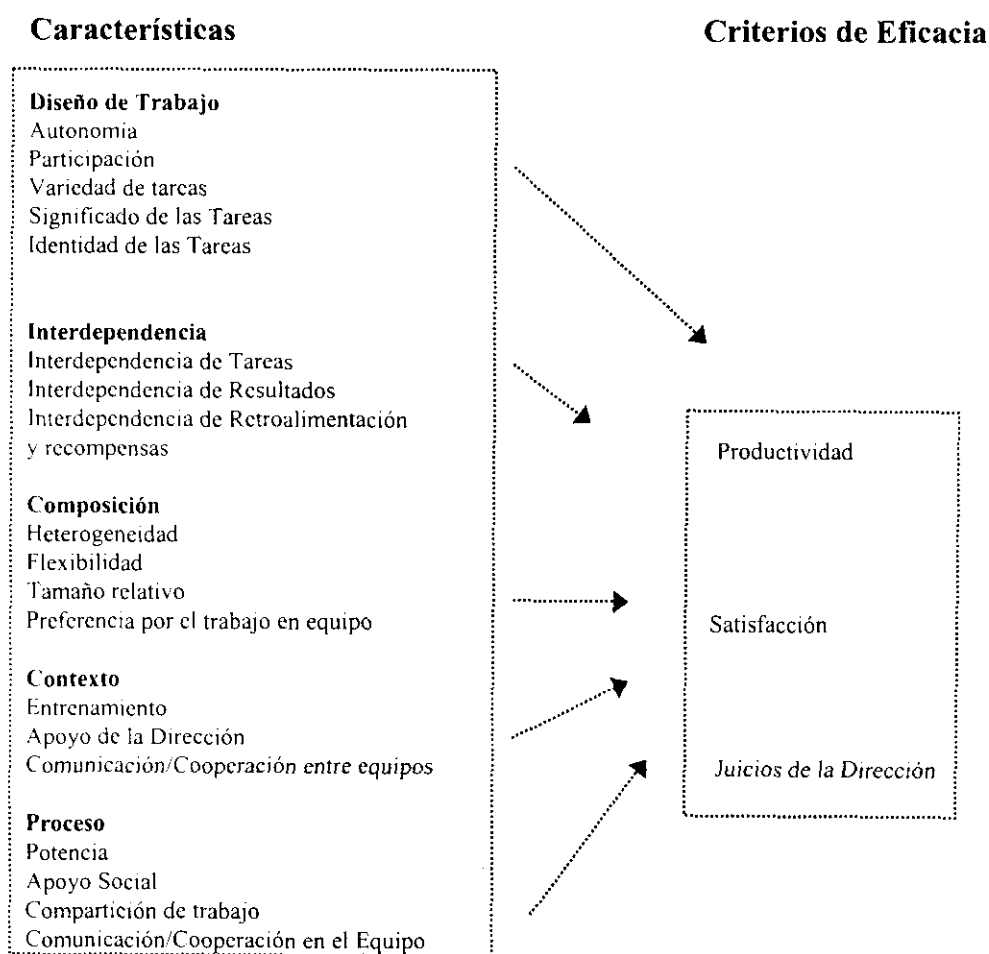 Características
Criterios de Eficacia
Diseño de Trabajo
Autonomía
Participación
Variedad de tareas
Significado de las Tareas
Identidad de las Tareas
Interdependencia
Interdependencia de Tareas
Interdependencia de Resultados
Interdependencia de Retroalimentación
y recompensas
Composición
Heterogeneidad
Flexibilidad
Tamaño relativo
Preferencia por el trabajo en equipo
Contexto
Entrenamiento
Apoyo de la Dirección
Comunicación/Cooperación entre equipos
Proceso
Potencia
Apoyo Social
Compartición de trabajo
Comunicación/Cooperación en el Equipo
Productividad
Satisfacción
Juicios de la Dirección